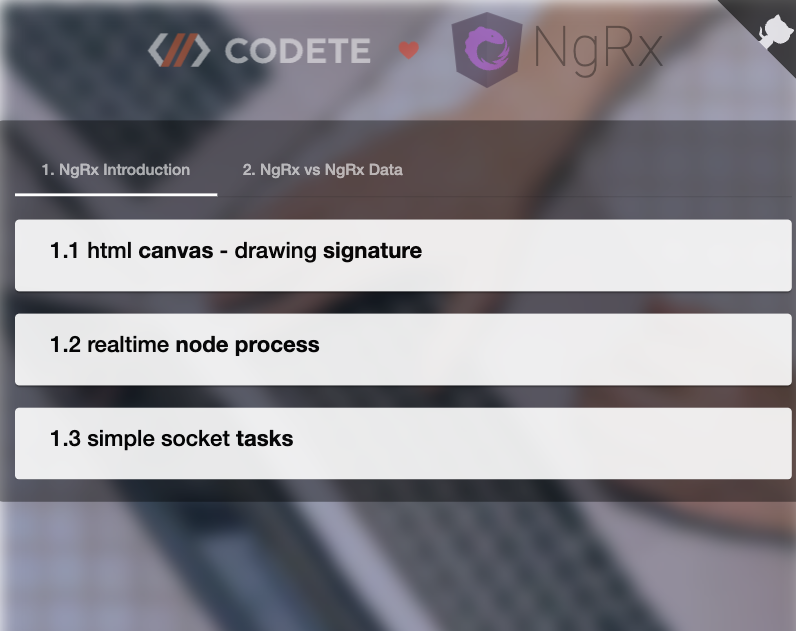 CODETE NgRx
1. NgRx Introduction 2. NgRx vs NgRx Data
1.1 html canvas - drawing signature
1.2 realtime node process
1.3 simple socket tasks